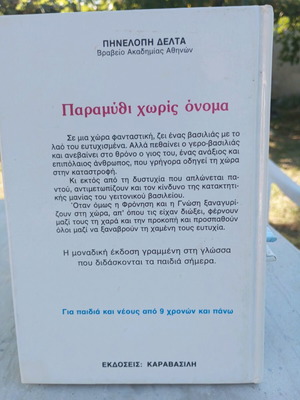 ΠΗΝΕΛΟΠΗ ΔΕΛΤΑ
Βραβείο Ακαδημίας Αθηνών
Παραμύθι χωρίς όνομα
Σε μια χώρα φανταστική, ζει ένας βασιλιάς με το
λαό του ευτυχισμένα. Αλλά πεθαίνει ο γερο-βασιλιάς
και ανεβαίνει στο θρόνο ο γιος του, ένας ανάξιος και
επιπόλαιος άνθρωπος, που γρήγορα οδηγεί τη χώρα
στην καταστροφή.
Κι εκτός από τη δυστυχία που απλώνεται πα-
ντού, αντιμετωπίζουν και τον κίνδυνο της κατακτητι-
κής μανίας του γειτονικού βασιλείου.
Όταν όμως η Φρόνηση και η Γνώση ξαναγυρί-
ζουν στη χώρα, απ' όπου τις είχαν διώξει, φέρνουν
μαζί τους τη χαρά και την προκοπή και προσπαθούν
όλοι μαζί να ξαναβρούν τη χαμένη τους ευτυχία.
Η μοναδική έκδοση γραμμένη στη γλώσσα
που διδάσκονται τα παιδιά σήμερα.
Για παιδιά και νέους από 9 χρονών και πάνω
ΕΚΔΟΣΕΙΣ: ΚΑΡΑΒΑΣΙΛΗ